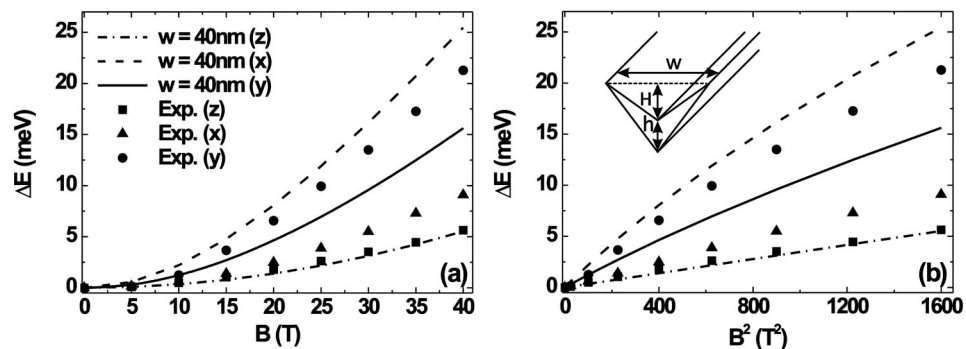 25
20
15
10
5
0
ΔE (meV)
w = 40nm (z)
w = 40nm (x)
w = 40nm (y)
Exp. (z)
Exp. (x)
Exp. (y)
(a)
0 5 10 15 20 25 30 35 40
B (T)
25
20
15
10
5
0
ΔE (meV)
w
H
h
(b)
0 400 800 1200 1600
B² (T²)